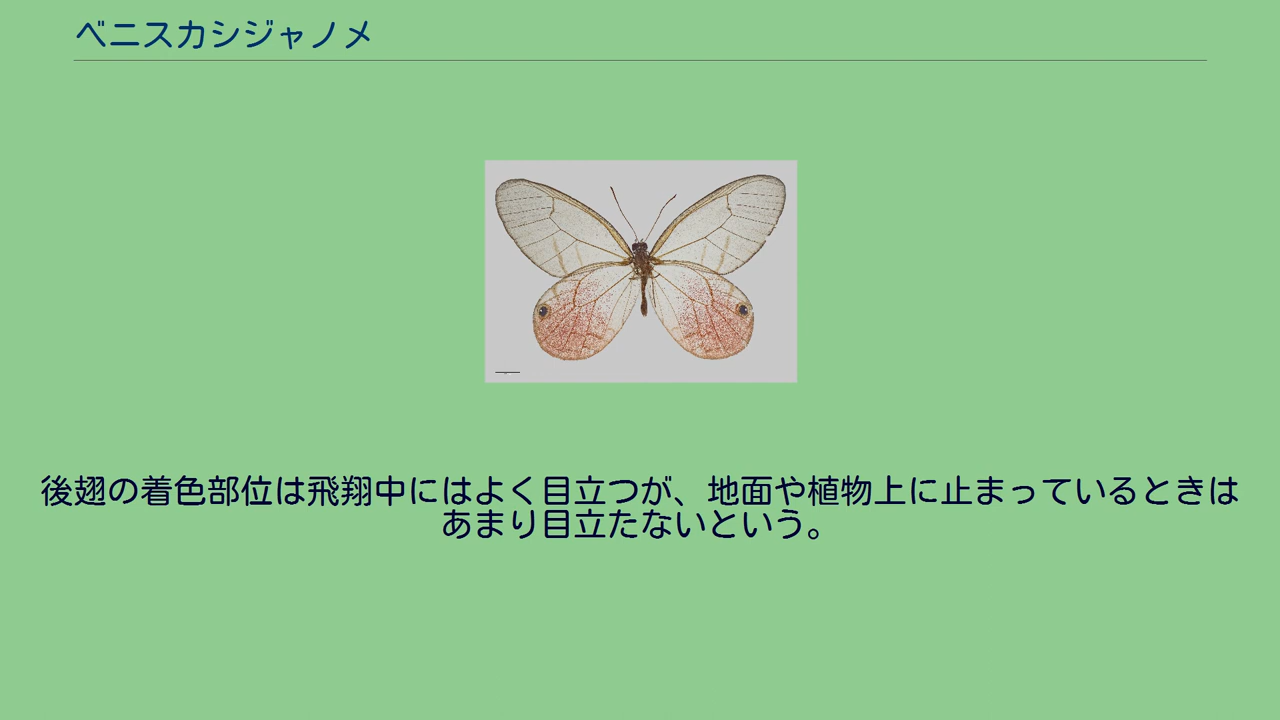 ベニスカシジャノメ
後翅の着色部位は飛翔中にはよく目立つが、地面や植物上に止まっているときは
あまり目立たないという。